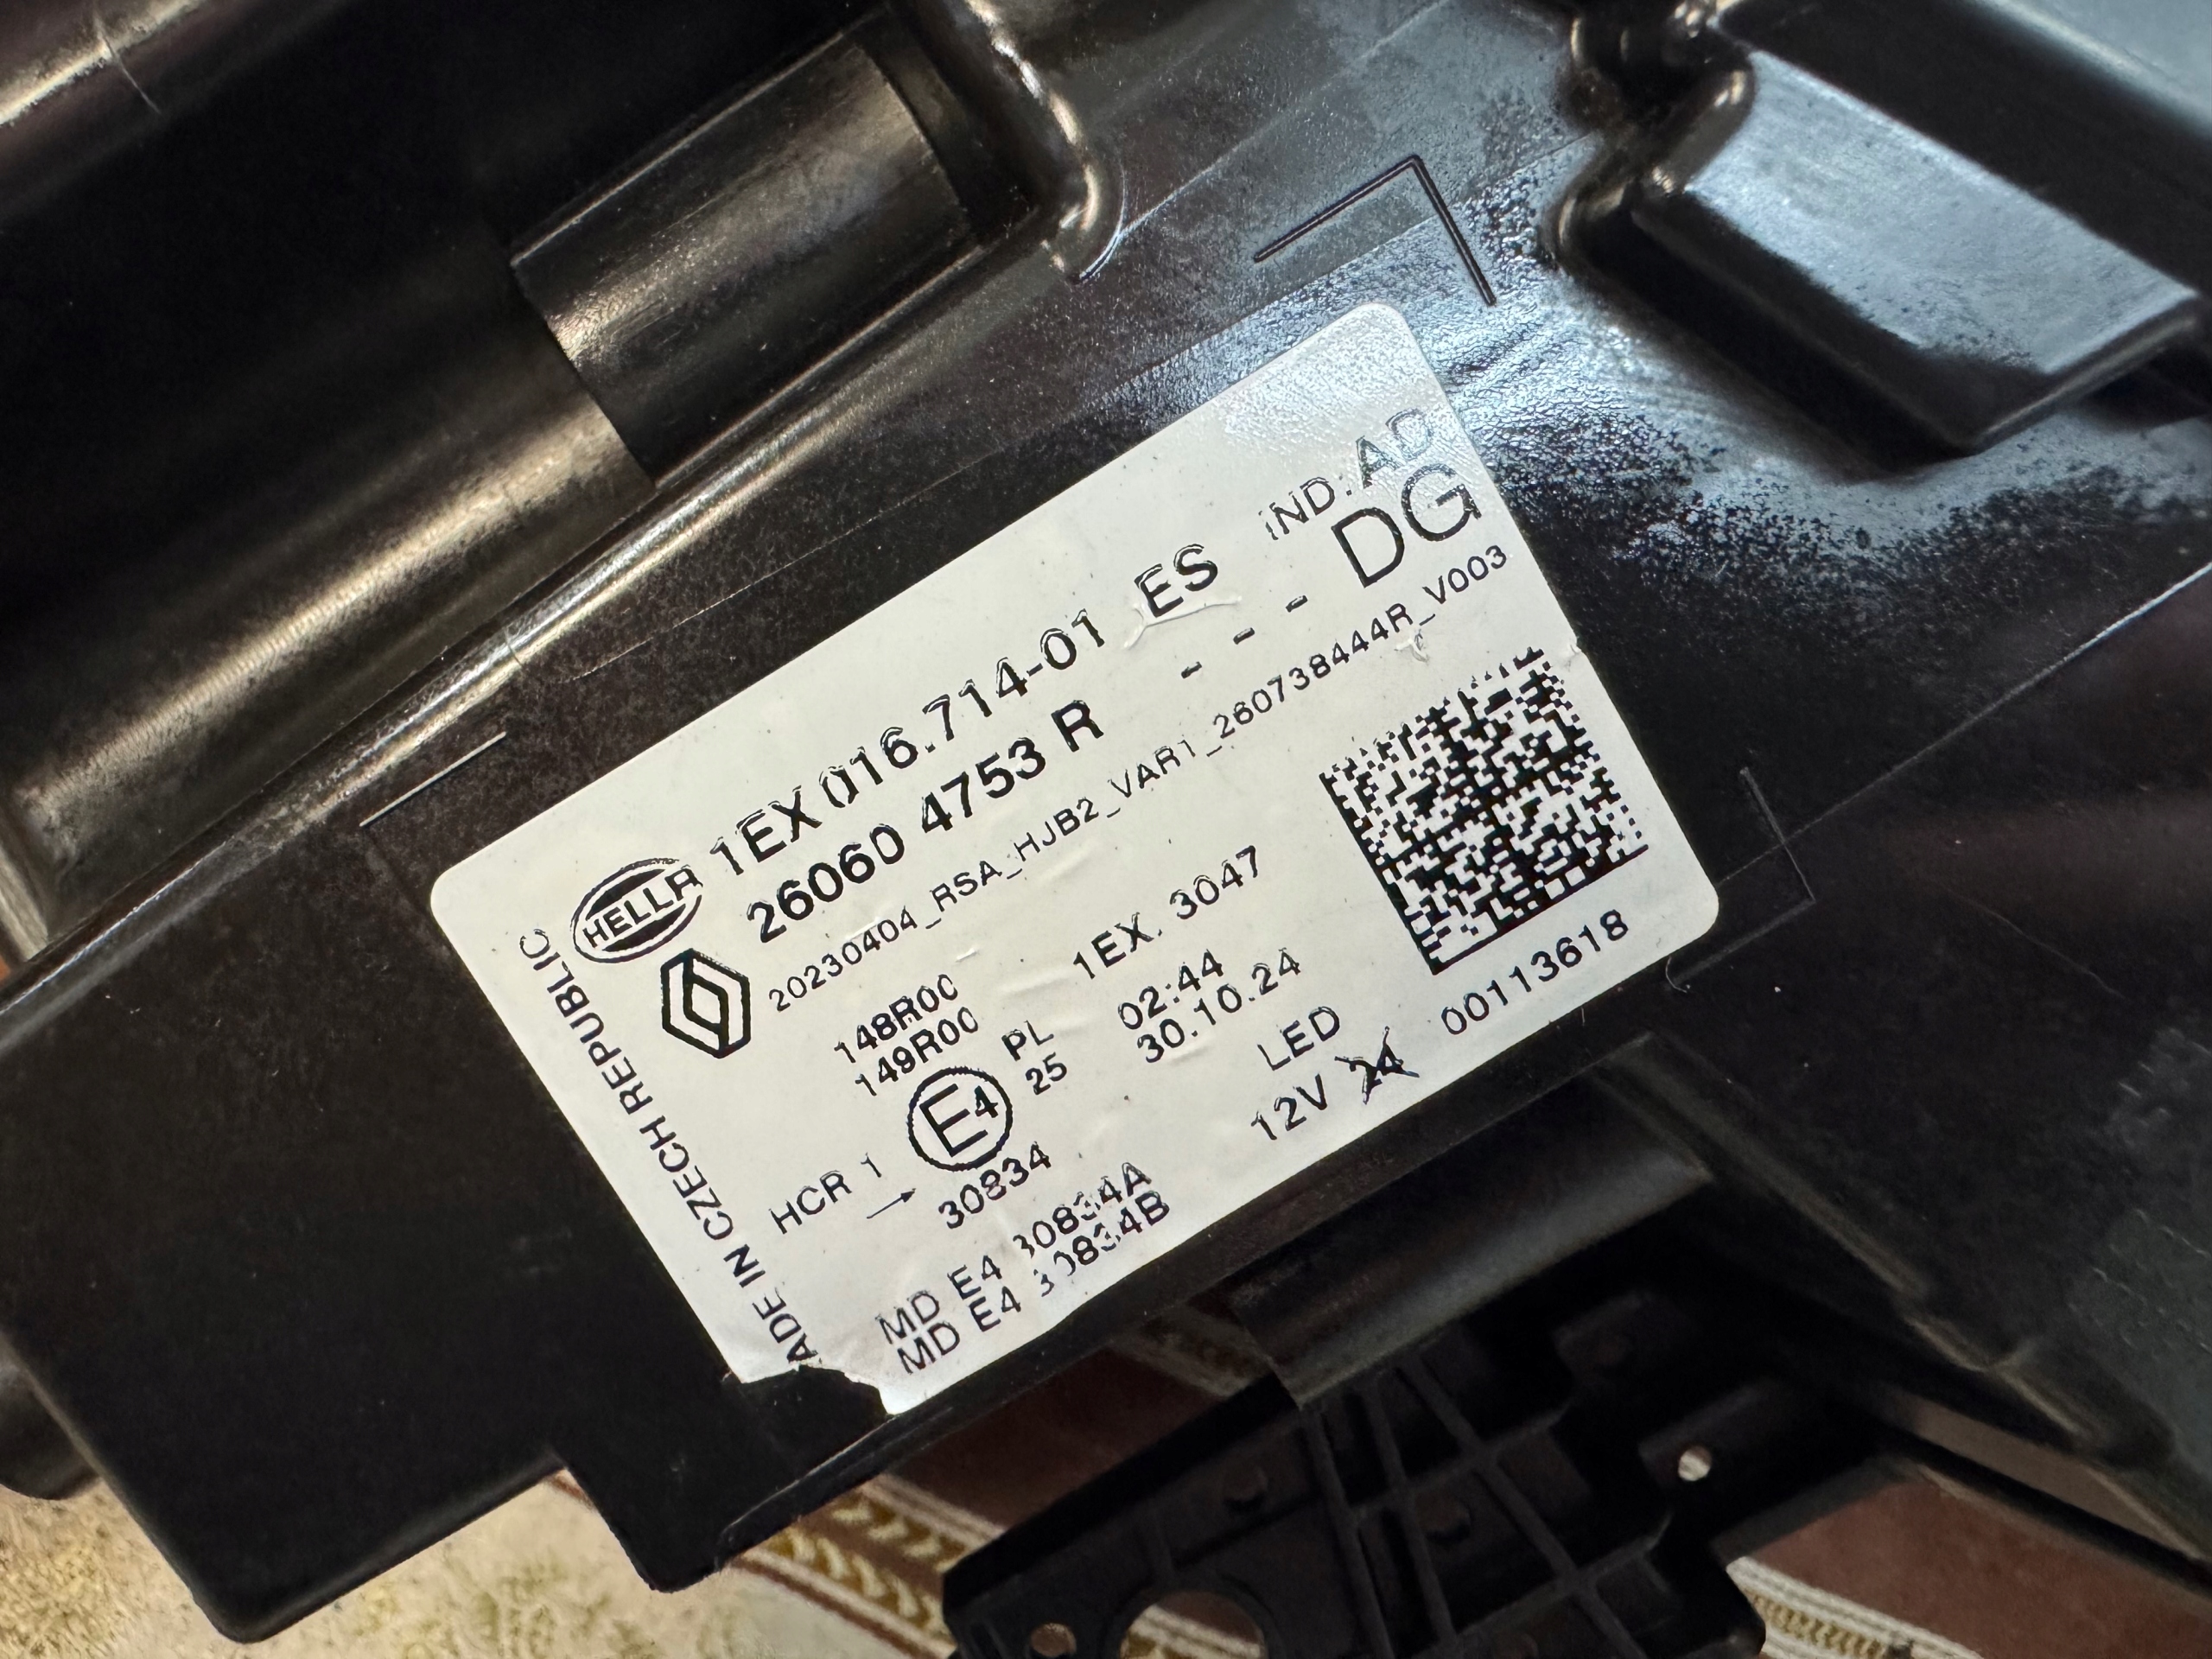 HELLA 1EX 016.714-01 ES IND: AD
26060 4753 R - - - DG
20230404_RSA_HJB2_VAR1_260738444R_V003
148R00
149R00
1EX. 3047
PL
25
02:44
30.10.24
HCR 1
E4
→ 30834
LED
12V
00113618
MD E4 30834A
MD E4 30834B
ADE IN CZECH REPUBLIC